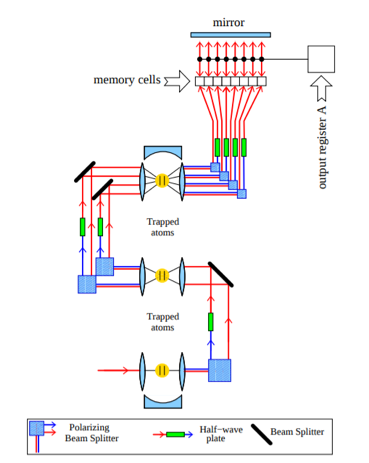 mirror
memory cells
output register A
Trapped
atoms
Trapped
atoms
Polarizing
Beam Splitter
Half−wave
plate
Beam Splitter